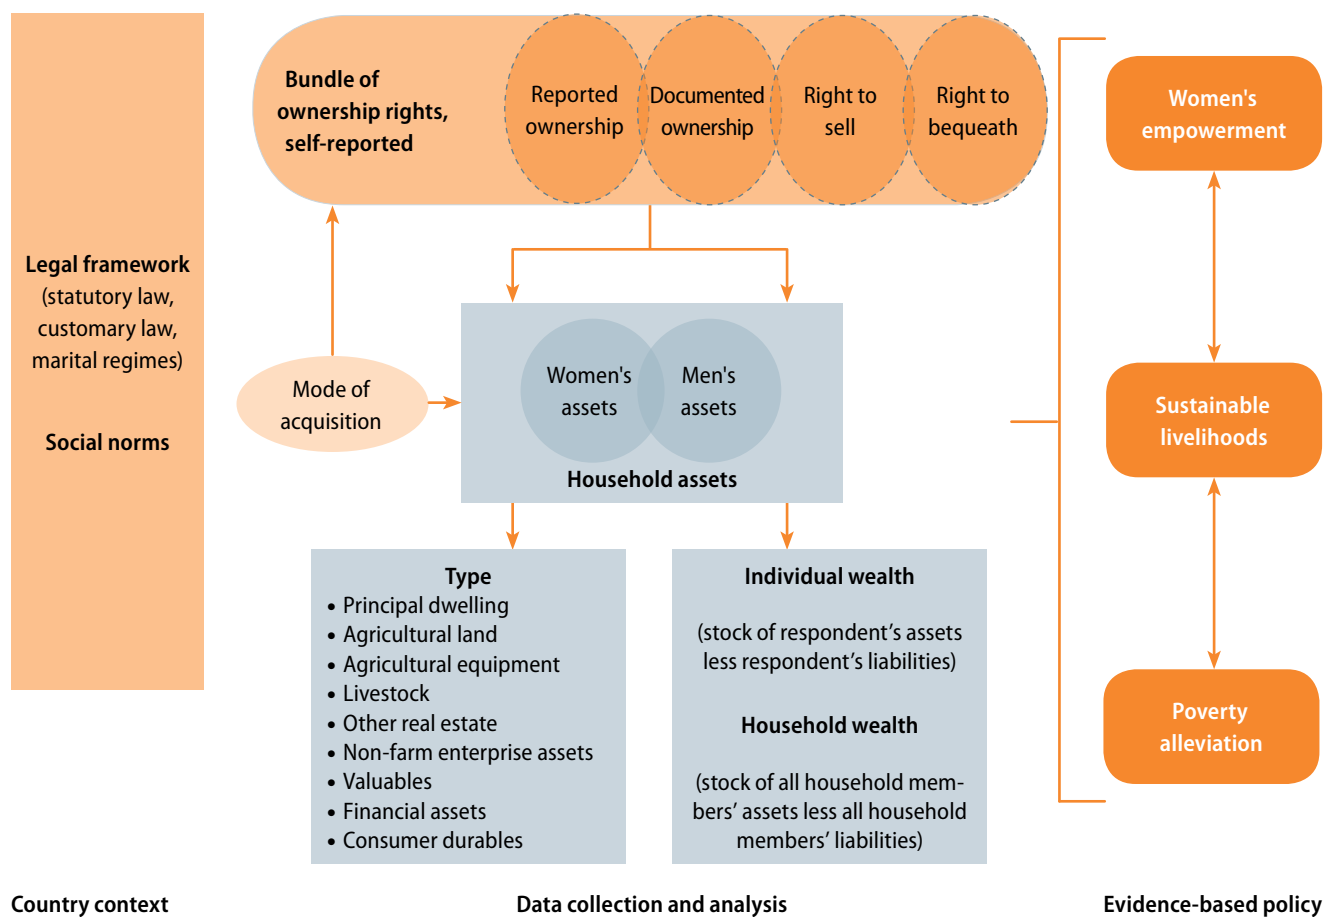 Legal framework
(statutory law,
customary law,
marital regimes)
Social norms
Bundle of
ownership rights,
self-reported
Reported
ownership
Documented
ownership
Right to
sell
Right to
bequeath
Mode of
acquisition
Women's
assets
Men's
assets
Household assets
Type
• Principal dwelling
• Agricultural land
• Agricultural equipment
• Livestock
• Other real estate
• Non-farm enterprise assets
• Valuables
• Financial assets
• Consumer durables
Individual wealth
(stock of respondent’s assets
less respondent’s liabilities)
Household wealth
(stock of all household mem-
bers’ assets less all household
members’ liabilities)
Women's
empowerment
Sustainable
livelihoods
Poverty
alleviation
Country context
Data collection and analysis
Evidence-based policy